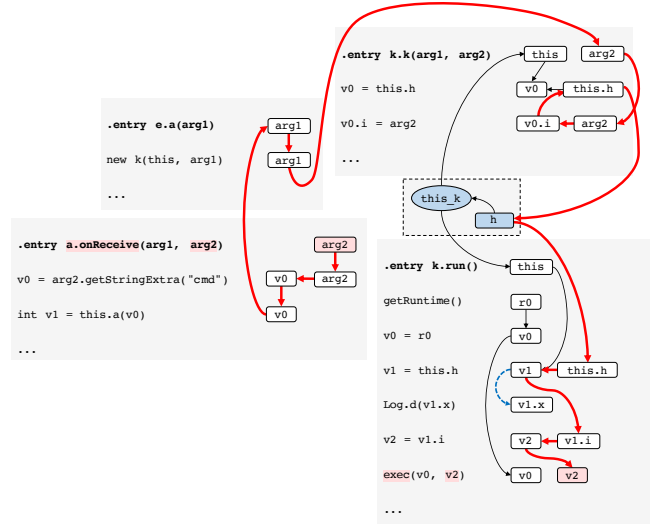 .entry k.k(arg1, arg2) this arg2
v0 = this.h v0 this.h
v0.i = arg2 v0.i arg2
...
.entry e.a(arg1) arg1
new k(this, arg1) arg1
...
this_k
h
.entry a.onReceive(arg1, arg2) arg2
v0 = arg2.getStringExtra("cmd") v0 arg2
int v1 = this.a(v0) v0
...
.entry k.run() this
getRuntime() r0
v0 = r0 v0
v1 = this.h v1 this.h
Log.d(v1.x) v1.x
v2 = v1.i v2 v1.i
exec(v0, v2) v0 v2
...